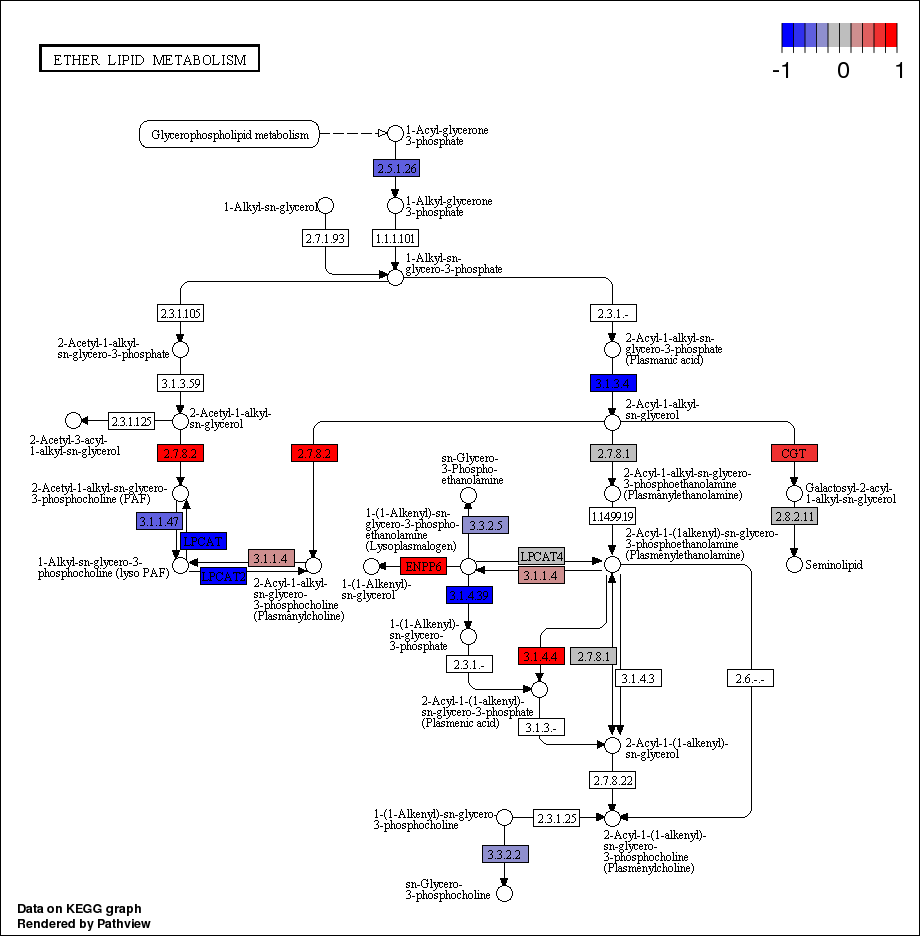 ETHER LIPID METABOLISM
-1 0 1
Glycerophospholipid metabolism
1-Acyl-glycerone
3-phosphate
2.5.1.26
1-Alkyl-sn-glycerol
1-Alkyl-glycerone
3-phosphate
2.7.1.93
1.1.1.101
1-Alkyl-sn-
glycero-3-phosphate
2.3.1.105
2.3.1.-
2-Acetyl-1-alkyl-
sn-glycero-3-phosphate
2-Acyl-1-alkyl-sn-
glycero-3-phosphate
(Plasmanic acid)
3.1.3.59
3.1.3.4
2.3.1.125
2-Acetyl-1-alkyl-
sn-glycerol
2-Acyl-1-alkyl-
sn-glycerol
2-Acetyl-3-acyl-
1-alkyl-sn-glycerol
2.7.8.2
2.7.8.2
2.7.8.1
CGT
sn-Glycero-
3-Phospho-
ethanolamine
2-Acetyl-1-alkyl-sn-glycero-
3-phosphocholine (PAF)
2-Acyl-1-alkyl-sn-glycero-
3-phosphoethanolamine
(Plasmanylethanolamine)
Galactosyl-2-acyl-
1-alkyl-sn-glycerol
3.1.1.47
LPCAT
1-(1-Alkenyl)-sn-
glycero-3-phospho-
ethanolamine
(Lysoplasmalogen)
3.3.2.5
1.14.99.19
2.8.2.11
1-Alkyl-sn-glycero-3-
phosphocholine (lyso PAF)
3.1.1.4
LPCAT2
2-Acyl-1-alkyl-
sn-glycero-
3-phosphocholine
(Plasmanylcholine)
1-(1-Alkenyl)-
sn-glycerol
ENPP6
LPCAT4
3.1.1.4
2-Acyl-1-(1alkenyl)-sn-glycero-
3-phosphoethanolamine
(Plasmenylethanolamine)
Seminolipid
3.1.4.39
1-(1-Alkenyl)-
sn-glycero-
3-phosphate
2.3.1.-
3.1.4.4
2.7.8.1
3.1.4.3
2.6.-.-
2-Acyl-1-(1-alkenyl)-
sn-glycero-3-phosphate
(Plasmenic acid)
3.1.3.-
2-Acyl-1-(1-alkenyl)-
sn-glycerol
2.7.8.22
1-(1-Alkenyl)-sn-glycero-
3-phosphocholine
2.3.1.25
2-Acyl-1-(1-alkenyl)-
sn-glycero-
3-phosphocholine
(Plasmenylcholine)
3.3.2.2
sn-Glycero-
3-phosphocholine
Data on KEGG graph
Rendered by Pathview